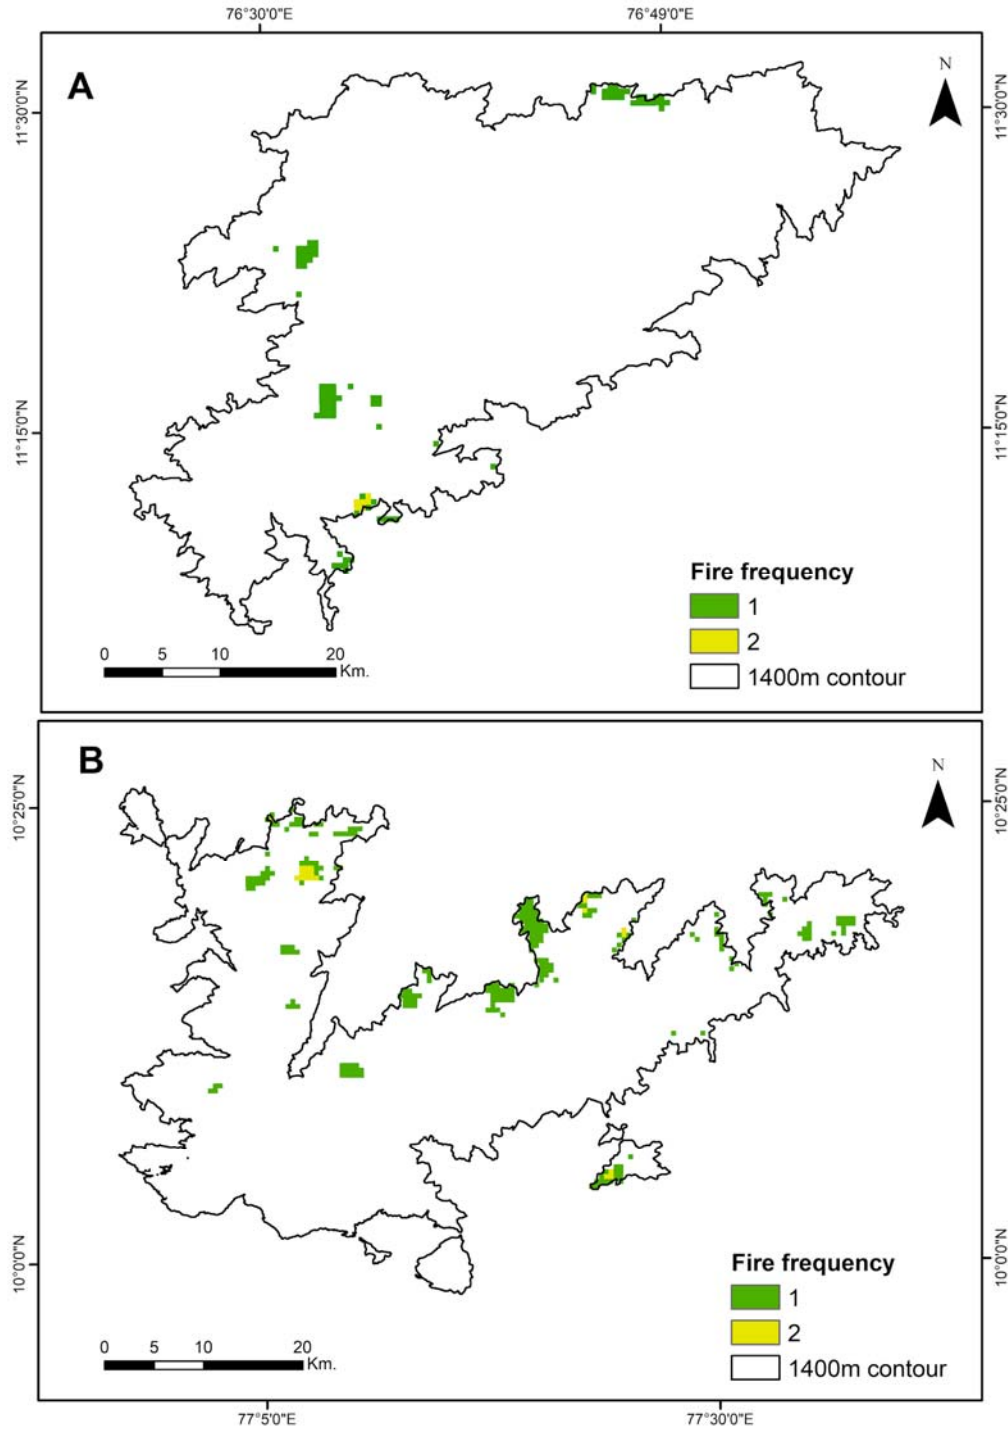 76°30'0"E 76°49'0"E
A
N
11°30'0"N 11°30'0"N
11°15'0"N 11°15'0"N
Fire frequency
1
2
1400m contour
0 5 10 20
Km.
B
N
10°25'0"N 10°25'0"N
10°0'0"N 10°0'0"N
Fire frequency
1
2
1400m contour
0 5 10 20
Km.
77°5'0"E 77°30'0"E